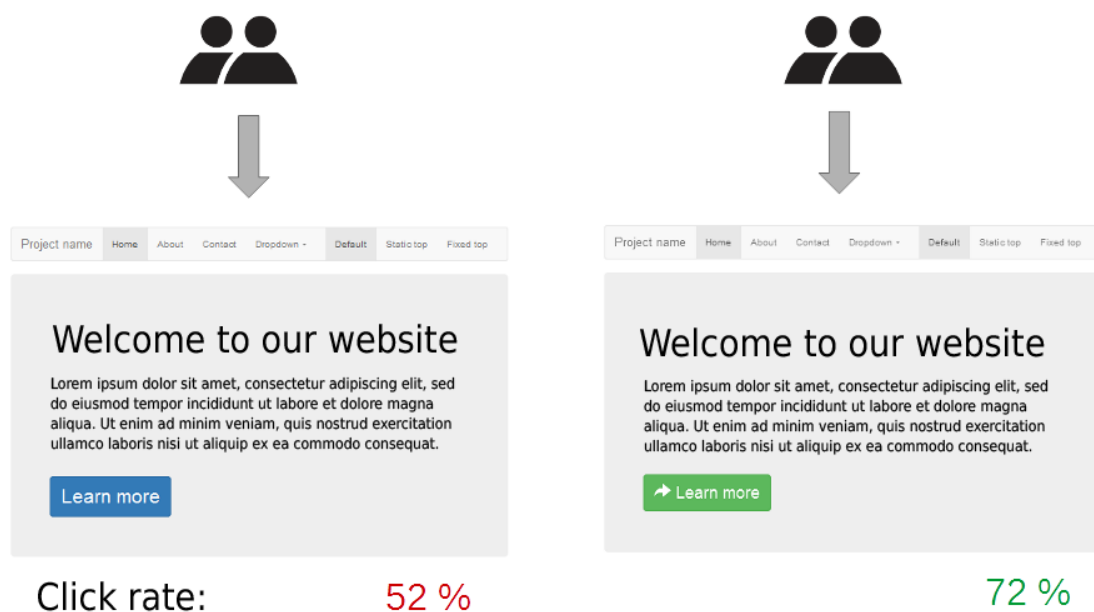 Project name Home About Contact Dropdown Default Static top Fixed top
Welcome to our website
Lorem ipsum dolor sit amet, consectetur adipiscing elit, sed
do eiusmod tempor incididunt ut labore et dolore magna
aliqua. Ut enim ad minim veniam, quis nostrud exercitation
ullamco laboris nisi ut aliquip ex ea commodo consequat.
Learn more
Project name Home About Contact Dropdown Default Static top Fixed top
Welcome to our website
Lorem ipsum dolor sit amet, consectetur adipiscing elit, sed
do eiusmod tempor incididunt ut labore et dolore magna
aliqua. Ut enim ad minim veniam, quis nostrud exercitation
ullamco laboris nisi ut aliquip ex ea commodo consequat.
Learn more
Click rate: 52 % 72 %